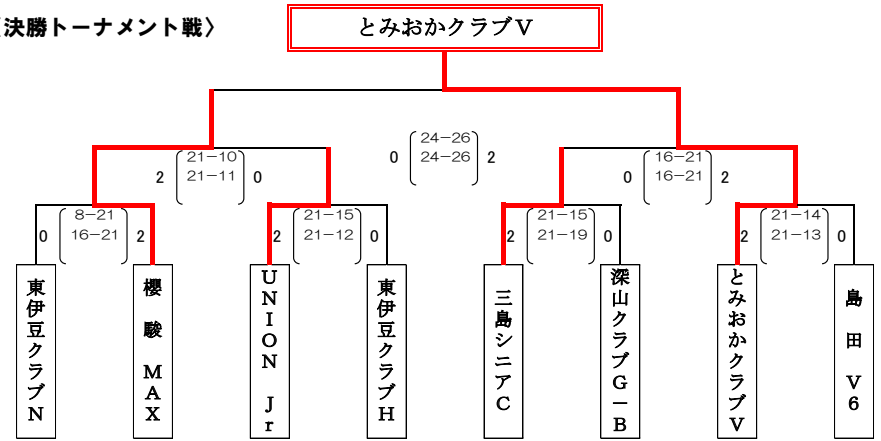 〈決勝トーナメント戦〉
とみおかクラブV
24−26
0 24−26 2
21−10
2 21−11 0
16−21
0 16−21 2
8−21
0 16−21 2
21−15
2 21−12 0
21−15
2 21−19 0
21−14
2 21−13 0
東伊豆クラブN
櫻 駿 MAX
UNION Jr
東伊豆クラブH
三島シニアC
深山クラブG−B
とみおかクラブV
島 田 V6